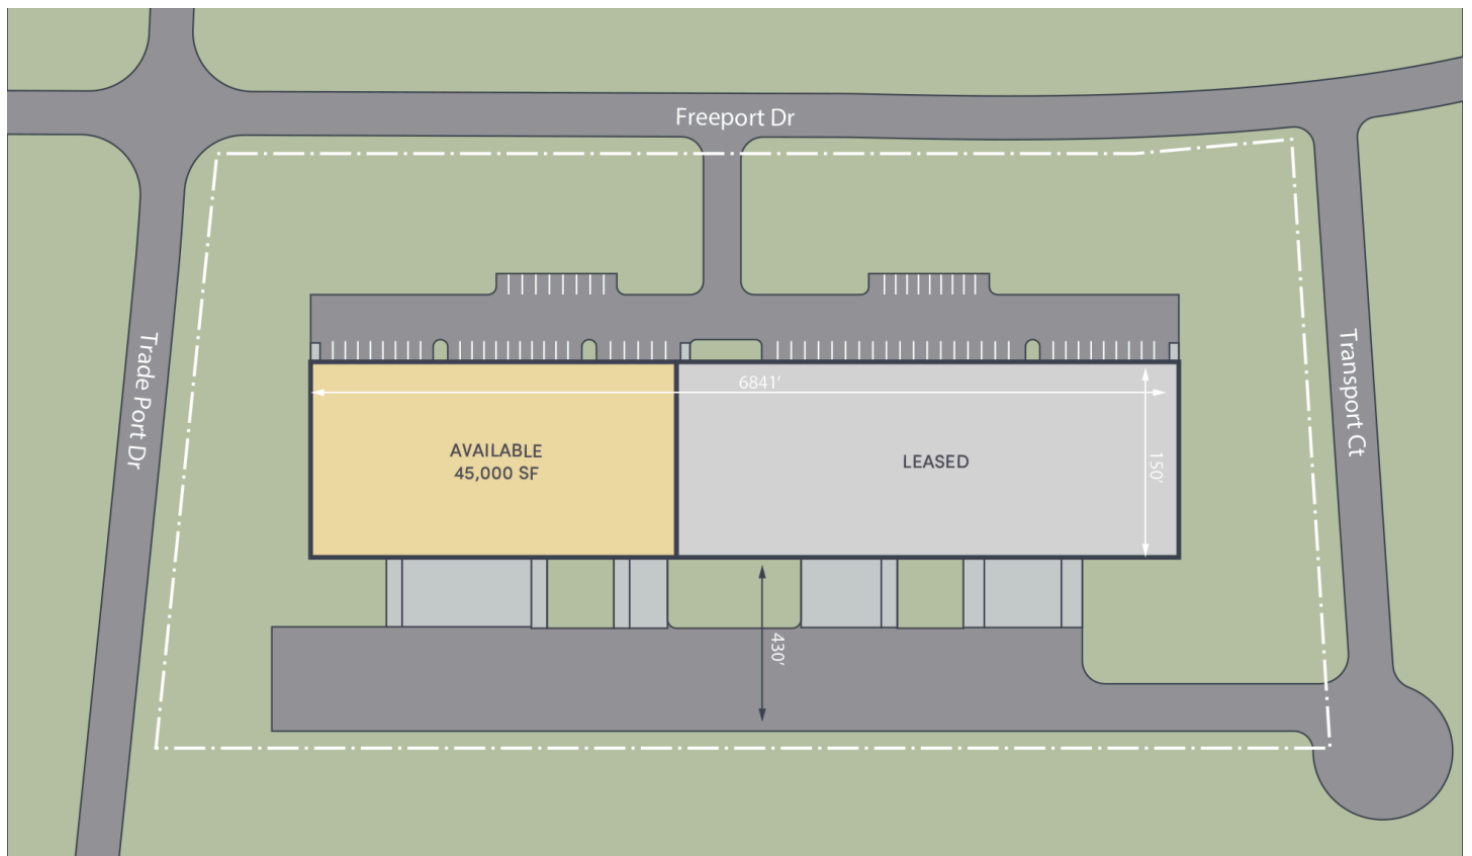 Freeport Dr
Trade Port Dr
Transport Ct
6841’
AVAILABLE
45,000 SF
LEASED
150’
430’